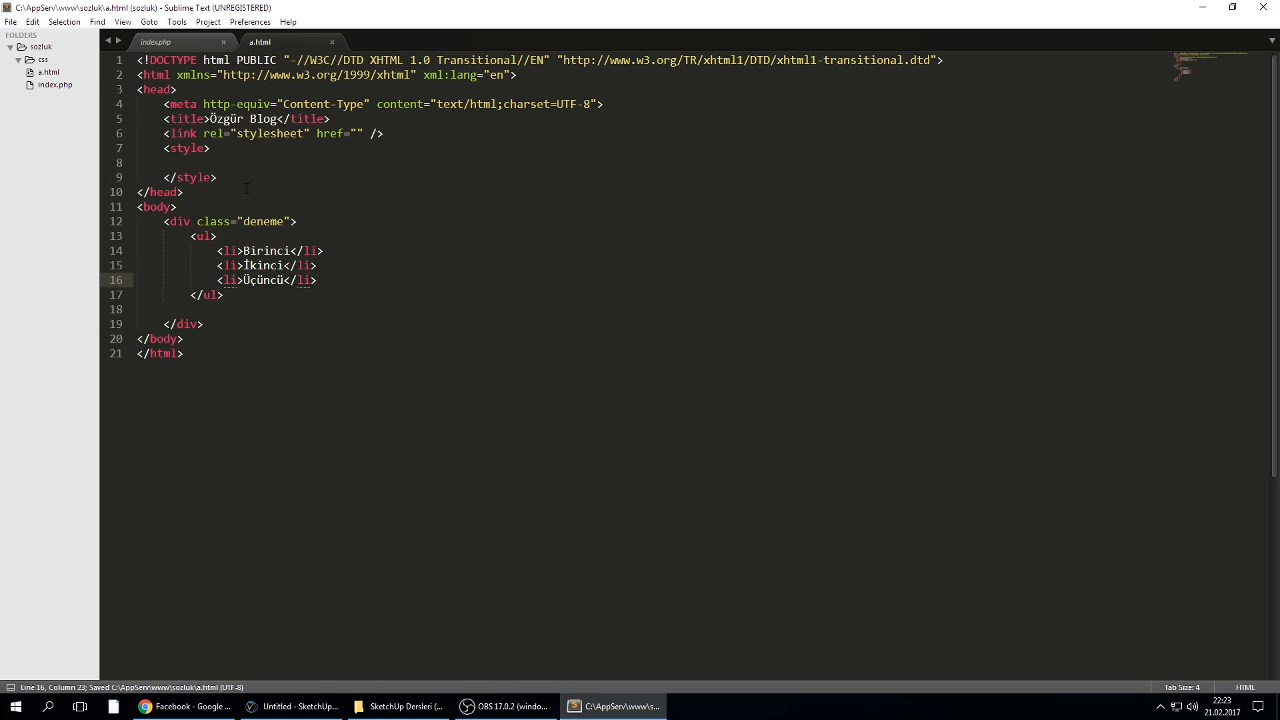 C:\AppServ\www\sozluk\a.html (sozluk) - Sublime Text (UNREGISTERED)
File Edit Selection Find View Goto Tools Project Preferences Help
FOLDERS
sozluk
css
a.html
index.php
index.php × a.html ×
1 <!DOCTYPE html PUBLIC "-//W3C//DTD XHTML 1.0 Transitional//EN" "http://www.w3.org/TR/xhtml1/DTD/xhtml1-transitional.dtd">
2 <html xmlns="http://www.w3.org/1999/xhtml" xml:lang="en">
3 <head>
4 <meta http-equiv="Content-Type" content="text/html;charset=UTF-8">
5 <title>Özgür Blog</title>
6 <link rel="stylesheet" href="" />
7 <style>
8
9 </style>
10 </head>
11 <body>
12 <div class="deneme">
13 <ul>
14 <li>Birinci</li>
15 <li>İkinci</li>
16 <li>Üçüncü</li>
17 </ul>
18
19 </div>
20 </body>
21 </html>
Line 16, Column 23; Saved C:\AppServ\www\sozluk\a.html (UTF-8) Tab Size: 4 HTML
Facebook - Google ... Untitled - SketchUp... SketchUp Dersleri (... OBS 17.0.2 (windo... C:\AppServ\www\s... 22:23
21.02.2017